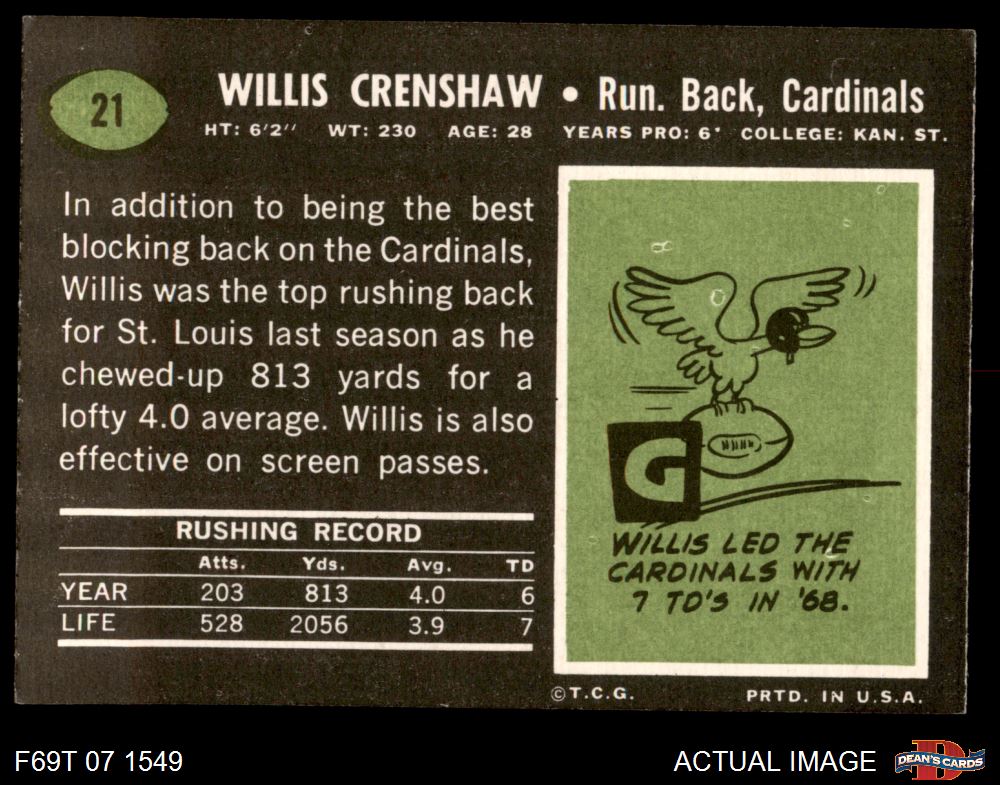 21
WILLIS CRENSHAW • Run. Back, Cardinals
HT: 6'2'' WT: 230 AGE: 28 YEARS PRO: 6* COLLEGE: KAN. ST.
In addition to being the best
blocking back on the Cardinals,
Willis was the top rushing back
for St. Louis last season as he
chewed-up 813 yards for a
lofty 4.0 average. Willis is also
effective on screen passes.
RUSHING RECORD
Atts. Yds. Avg. TD
YEAR 203 813 4.0 6
LIFE 528 2056 3.9 7
G
WILLIS LED THE
CARDINALS WITH
7 TD'S IN '68.
©T.C.G. PRTD. IN U.S.A.
F69T 07 1549
ACTUAL IMAGE
D
DEAN'S CARDS